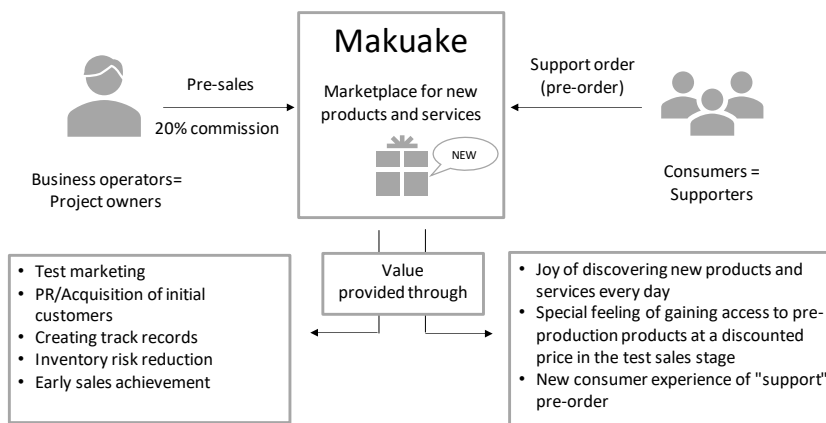 Makuake
Marketplace for new
products and services
NEW
Pre-sales
20% commission
Business operators=
Project owners
Support order
(pre-order)
Consumers =
Supporters
Value
provided through
• Test marketing
• PR/Acquisition of initial
customers
• Creating track records
• Inventory risk reduction
• Early sales achievement
• Joy of discovering new products and
services every day
• Special feeling of gaining access to pre-
production products at a discounted
price in the test sales stage
• New consumer experience of "support"
pre-order